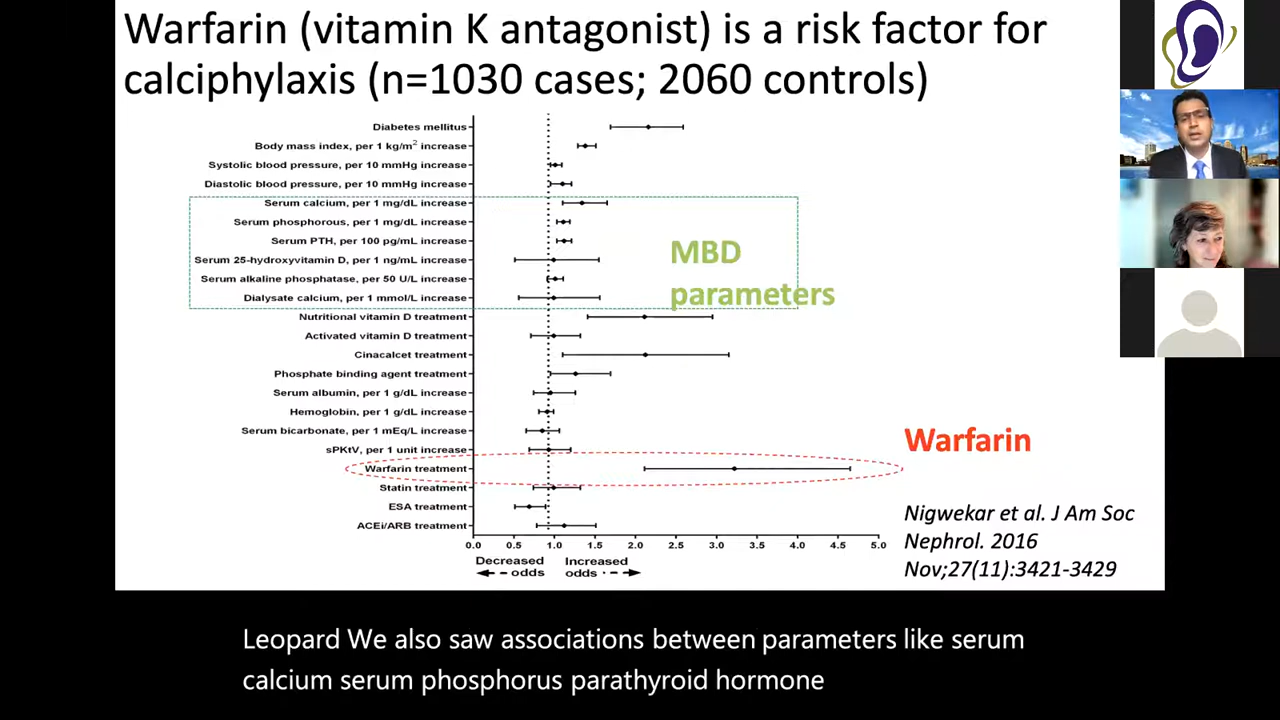 Warfarin (vitamin K antagonist) is a risk factor for
calciphylaxis (n=1030 cases; 2060 controls)
Diabetes mellitus
Body mass index, per 1 kg/m² increase
Systolic blood pressure, per 10 mmHg increase
Diastolic blood pressure, per 10 mmHg increase
Serum calcium, per 1 mg/dL increase
Serum phosphorous, per 1 mg/dL increase
Serum PTH, per 100 pg/mL increase
Serum 25-hydroxyvitamin D, per 1 ng/mL increase
Serum alkaline phosphatase, per 50 U/L increase
Dialysate calcium, per 1 mmol/L increase
MBD
parameters
Nutritional vitamin D treatment
Activated vitamin D treatment
Cinacalcet treatment
Phosphate binding agent treatment
Serum albumin, per 1 g/dL increase
Hemoglobin, per 1 g/dL increase
Serum bicarbonate, per 1 mEq/L increase
sPKtV, per 1 unit increase
Warfarin treatment
Statin treatment
ESA treatment
ACEi/ARB treatment
Warfarin
0.0 0.5 1.0 1.5 2.0 2.5 3.0 3.5 4.0 4.5 5.0
Decreased odds
Increased odds
Nigwekar et al. J Am Soc
Nephrol. 2016
Nov;27(11):3421-3429
Leopard We also saw associations between parameters like serum
calcium serum phosphorus parathyroid hormone